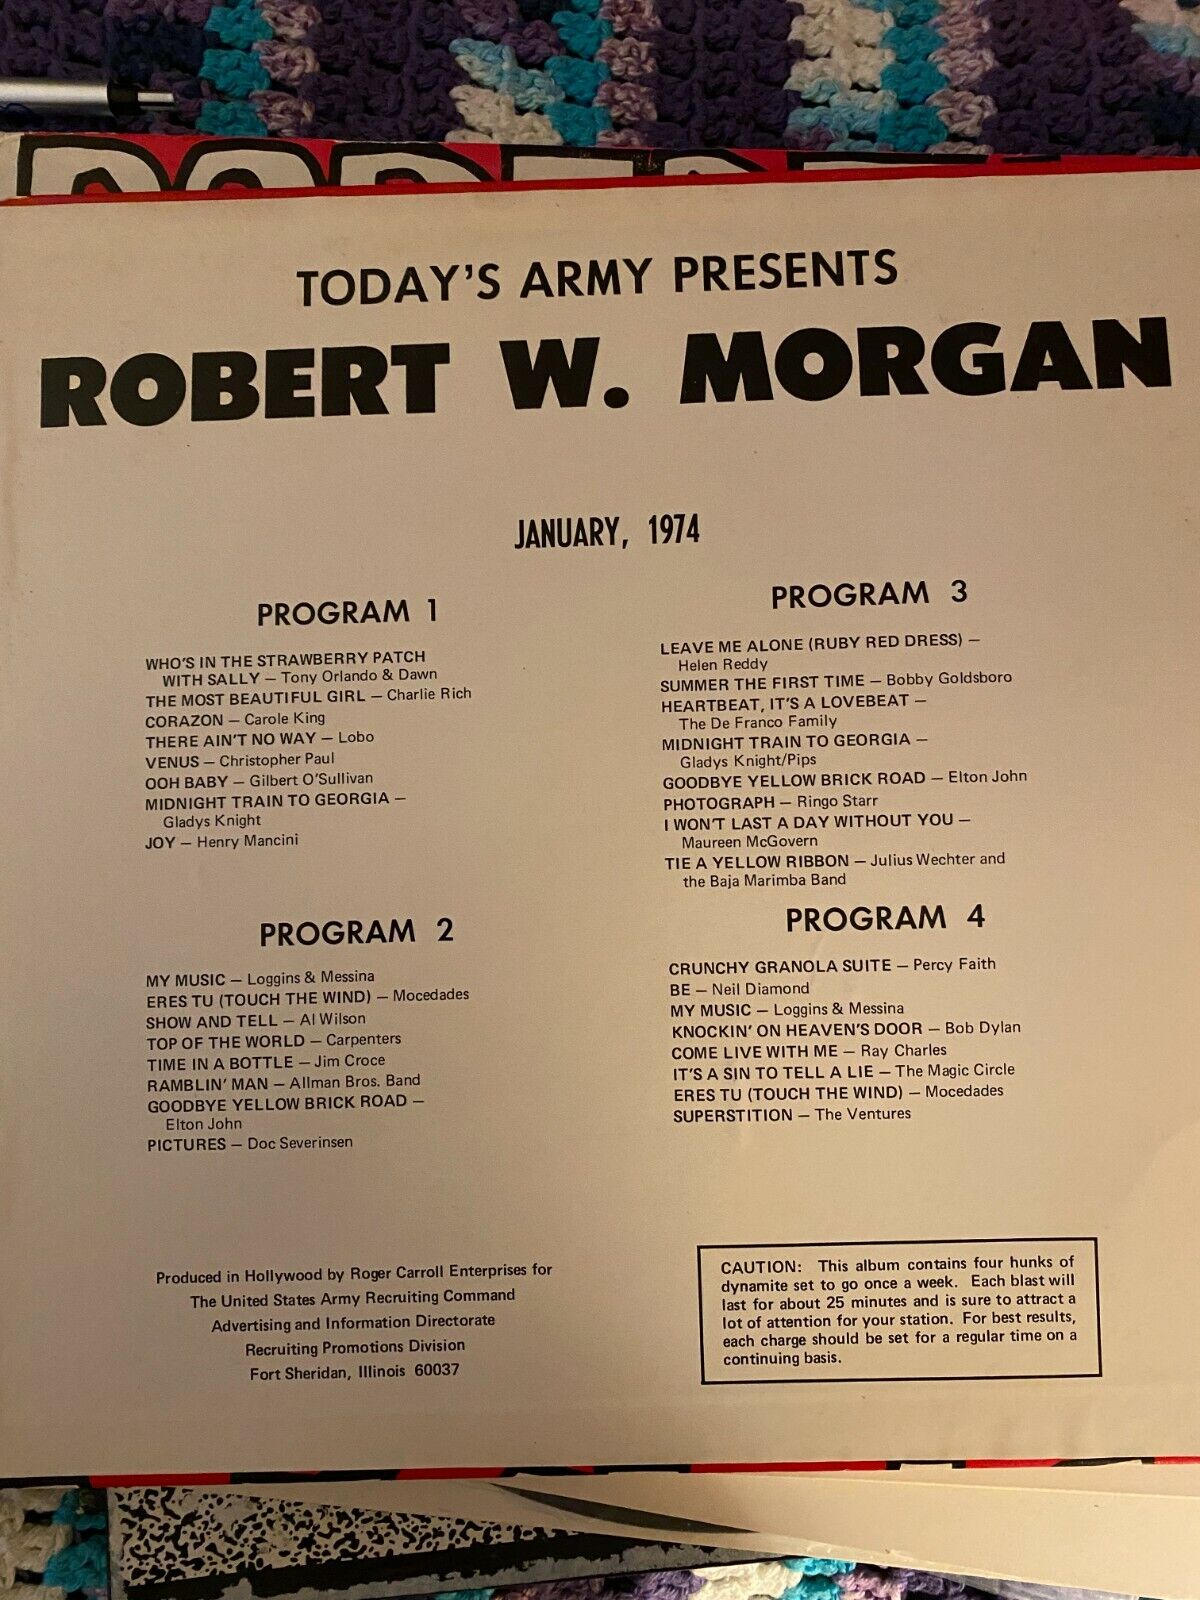 TODAY'S ARMY PRESENTS
ROBERT W. MORGAN
JANUARY, 1974
PROGRAM 1
WHO'S IN THE STRAWBERRY PATCH
WITH SALLY – Tony Orlando & Dawn
THE MOST BEAUTIFUL GIRL – Charlie Rich
CORAZON – Carole King
THERE AIN'T NO WAY – Lobo
VENUS – Christopher Paul
OOH BABY – Gilbert O'Sullivan
MIDNIGHT TRAIN TO GEORGIA –
Gladys Knight
JOY – Henry Mancini
PROGRAM 2
MY MUSIC – Loggins & Messina
ERES TU (TOUCH THE WIND) – Mocedades
SHOW AND TELL – Al Wilson
TOP OF THE WORLD – Carpenters
TIME IN A BOTTLE – Jim Croce
RAMBLIN' MAN – Allman Bros. Band
GOODBYE YELLOW BRICK ROAD –
Elton John
PICTURES – Doc Severinsen
PROGRAM 3
LEAVE ME ALONE (RUBY RED DRESS) –
Helen Reddy
SUMMER THE FIRST TIME – Bobby Goldsboro
HEARTBEAT, IT'S A LOVEBEAT –
The De Franco Family
MIDNIGHT TRAIN TO GEORGIA –
Gladys Knight/Pips
GOODBYE YELLOW BRICK ROAD – Elton John
PHOTOGRAPH – Ringo Starr
I WON'T LAST A DAY WITHOUT YOU –
Maureen McGovern
TIE A YELLOW RIBBON – Julius Wechter and
the Baja Marimba Band
PROGRAM 4
CRUNCHY GRANOLA SUITE – Percy Faith
BE – Neil Diamond
MY MUSIC – Loggins & Messina
KNOCKIN' ON HEAVEN'S DOOR – Bob Dylan
COME LIVE WITH ME – Ray Charles
IT'S A SIN TO TELL A LIE – The Magic Circle
ERES TU (TOUCH THE WIND) – Mocedades
SUPERSTITION – The Ventures
Produced in Hollywood by Roger Carroll Enterprises for
The United States Army Recruiting Command
Advertising and Information Directorate
Recruiting Promotions Division
Fort Sheridan, Illinois 60037
CAUTION: This album contains four hunks of
dynamite set to go once a week. Each blast will
last for about 25 minutes and is sure to attract a
lot of attention for your station. For best results,
each charge should be set for a regular time on a
continuing basis.